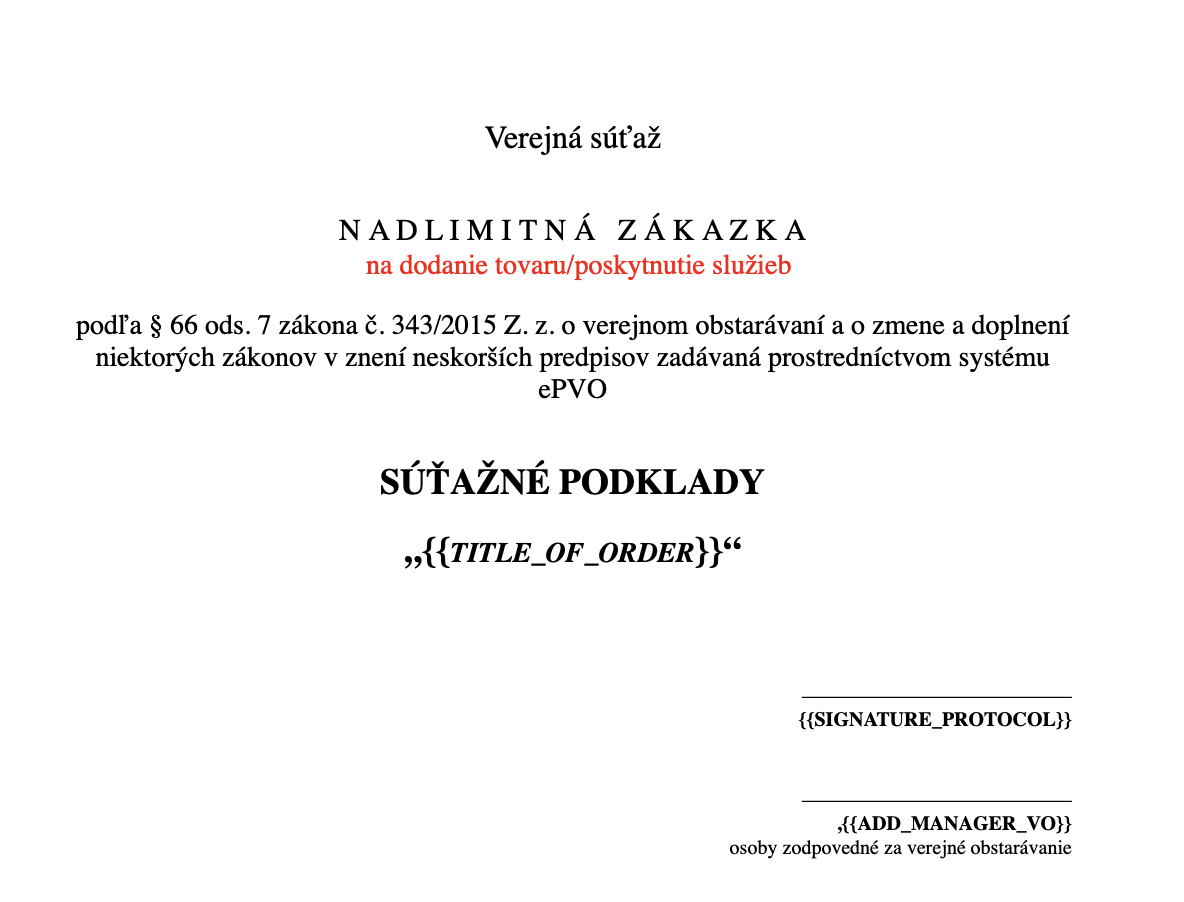 Verejná súťaž
N A D L I M I T N Á Z Á K A Z K A
na dodanie tovaru/poskytnutie služieb
podľa § 66 ods. 7 zákona č. 343/2015 Z. z. o verejnom obstarávaní a o zmene a doplnení
niektorých zákonov v znení neskorších predpisov zadávaná prostredníctvom systému
ePVO
SÚŤAŽNÉ PODKLADY
„{{TITLE_OF_ORDER}}“
{{SIGNATURE_PROTOCOL}}
,{{ADD_MANAGER_VO}}
osoby zodpovedné za verejné obstarávanie